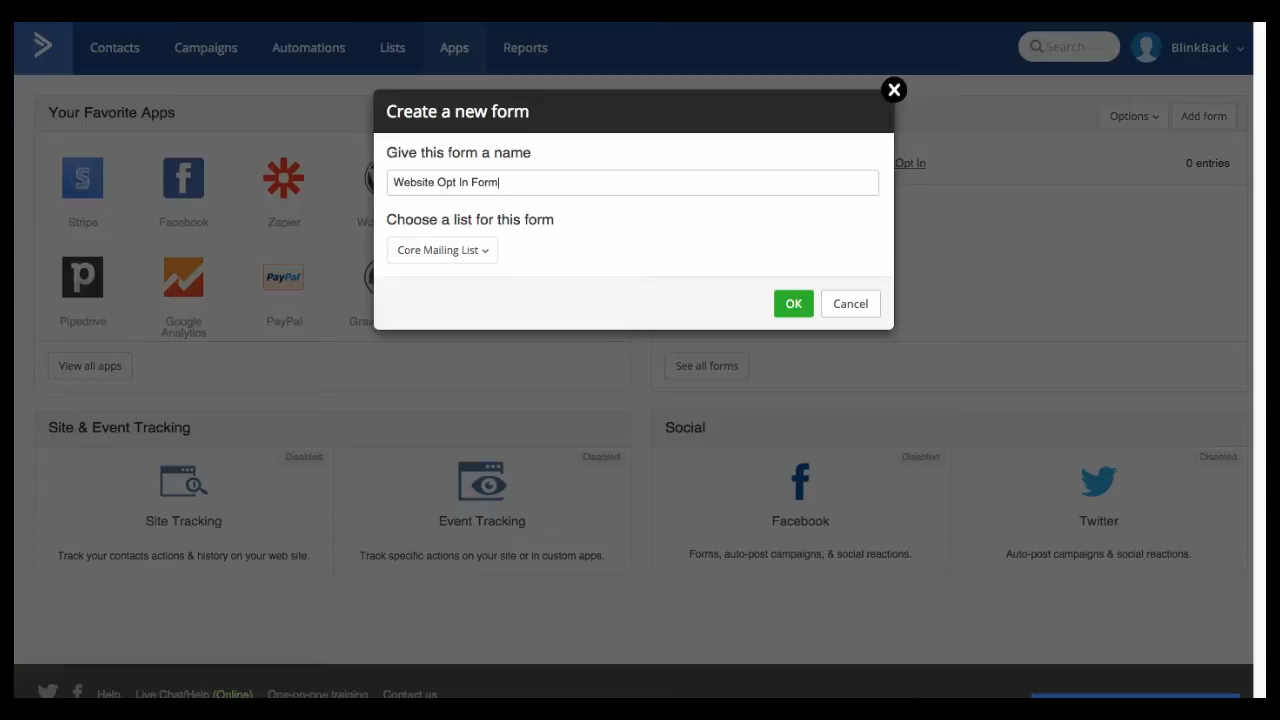 Contacts
Campaigns
Automations
Lists
Apps
Reports
Search
BlinkBack
Your Favorite Apps
Options
Add form
Create a new form
Give this form a name
Website Opt In Form
Choose a list for this form
Core Mailing List
OK
Cancel
Opt In
0 entries
Stripe
Facebook
Zapier
Pipedrive
Google
Analytics
PayPal
PayPal
View all apps
See all forms
Site & Event Tracking
Disabled
Site Tracking
Track your contacts actions & history on your web site.
Disabled
Event Tracking
Track specific actions on your site or in custom apps.
Social
Disabled
Facebook
Forms, auto-post campaigns, & social reactions.
Disabled
Twitter
Auto-post campaigns & social reactions.
Help
Live Chat/Help (Online)
One-on-one training
Contact us